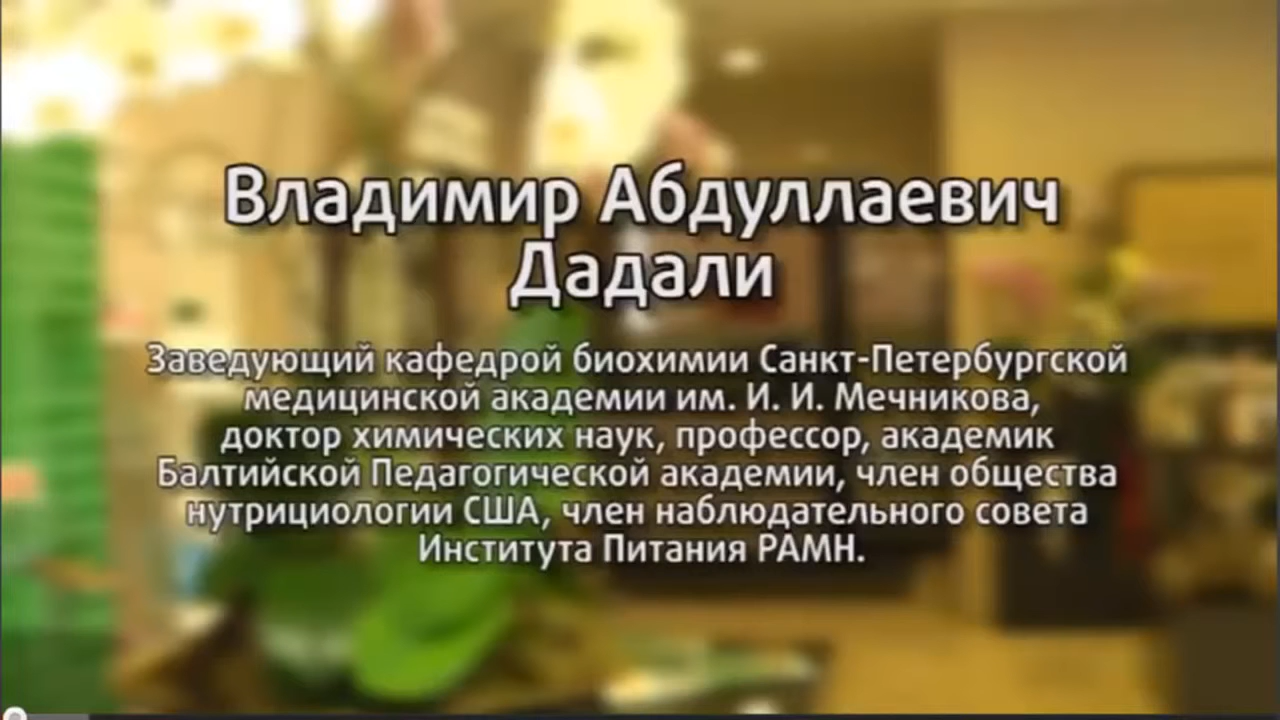 Владимир Абдуллаевич
Дадали
Заведующий кафедрой биохимии Санкт-Петербургской
медицинской академии им. И. И. Мечникова,
доктор химических наук, профессор, академик
Балтийской Педагогической академии, член общества
нутрициологии США, член наблюдательного совета
Института Питания РАМН.